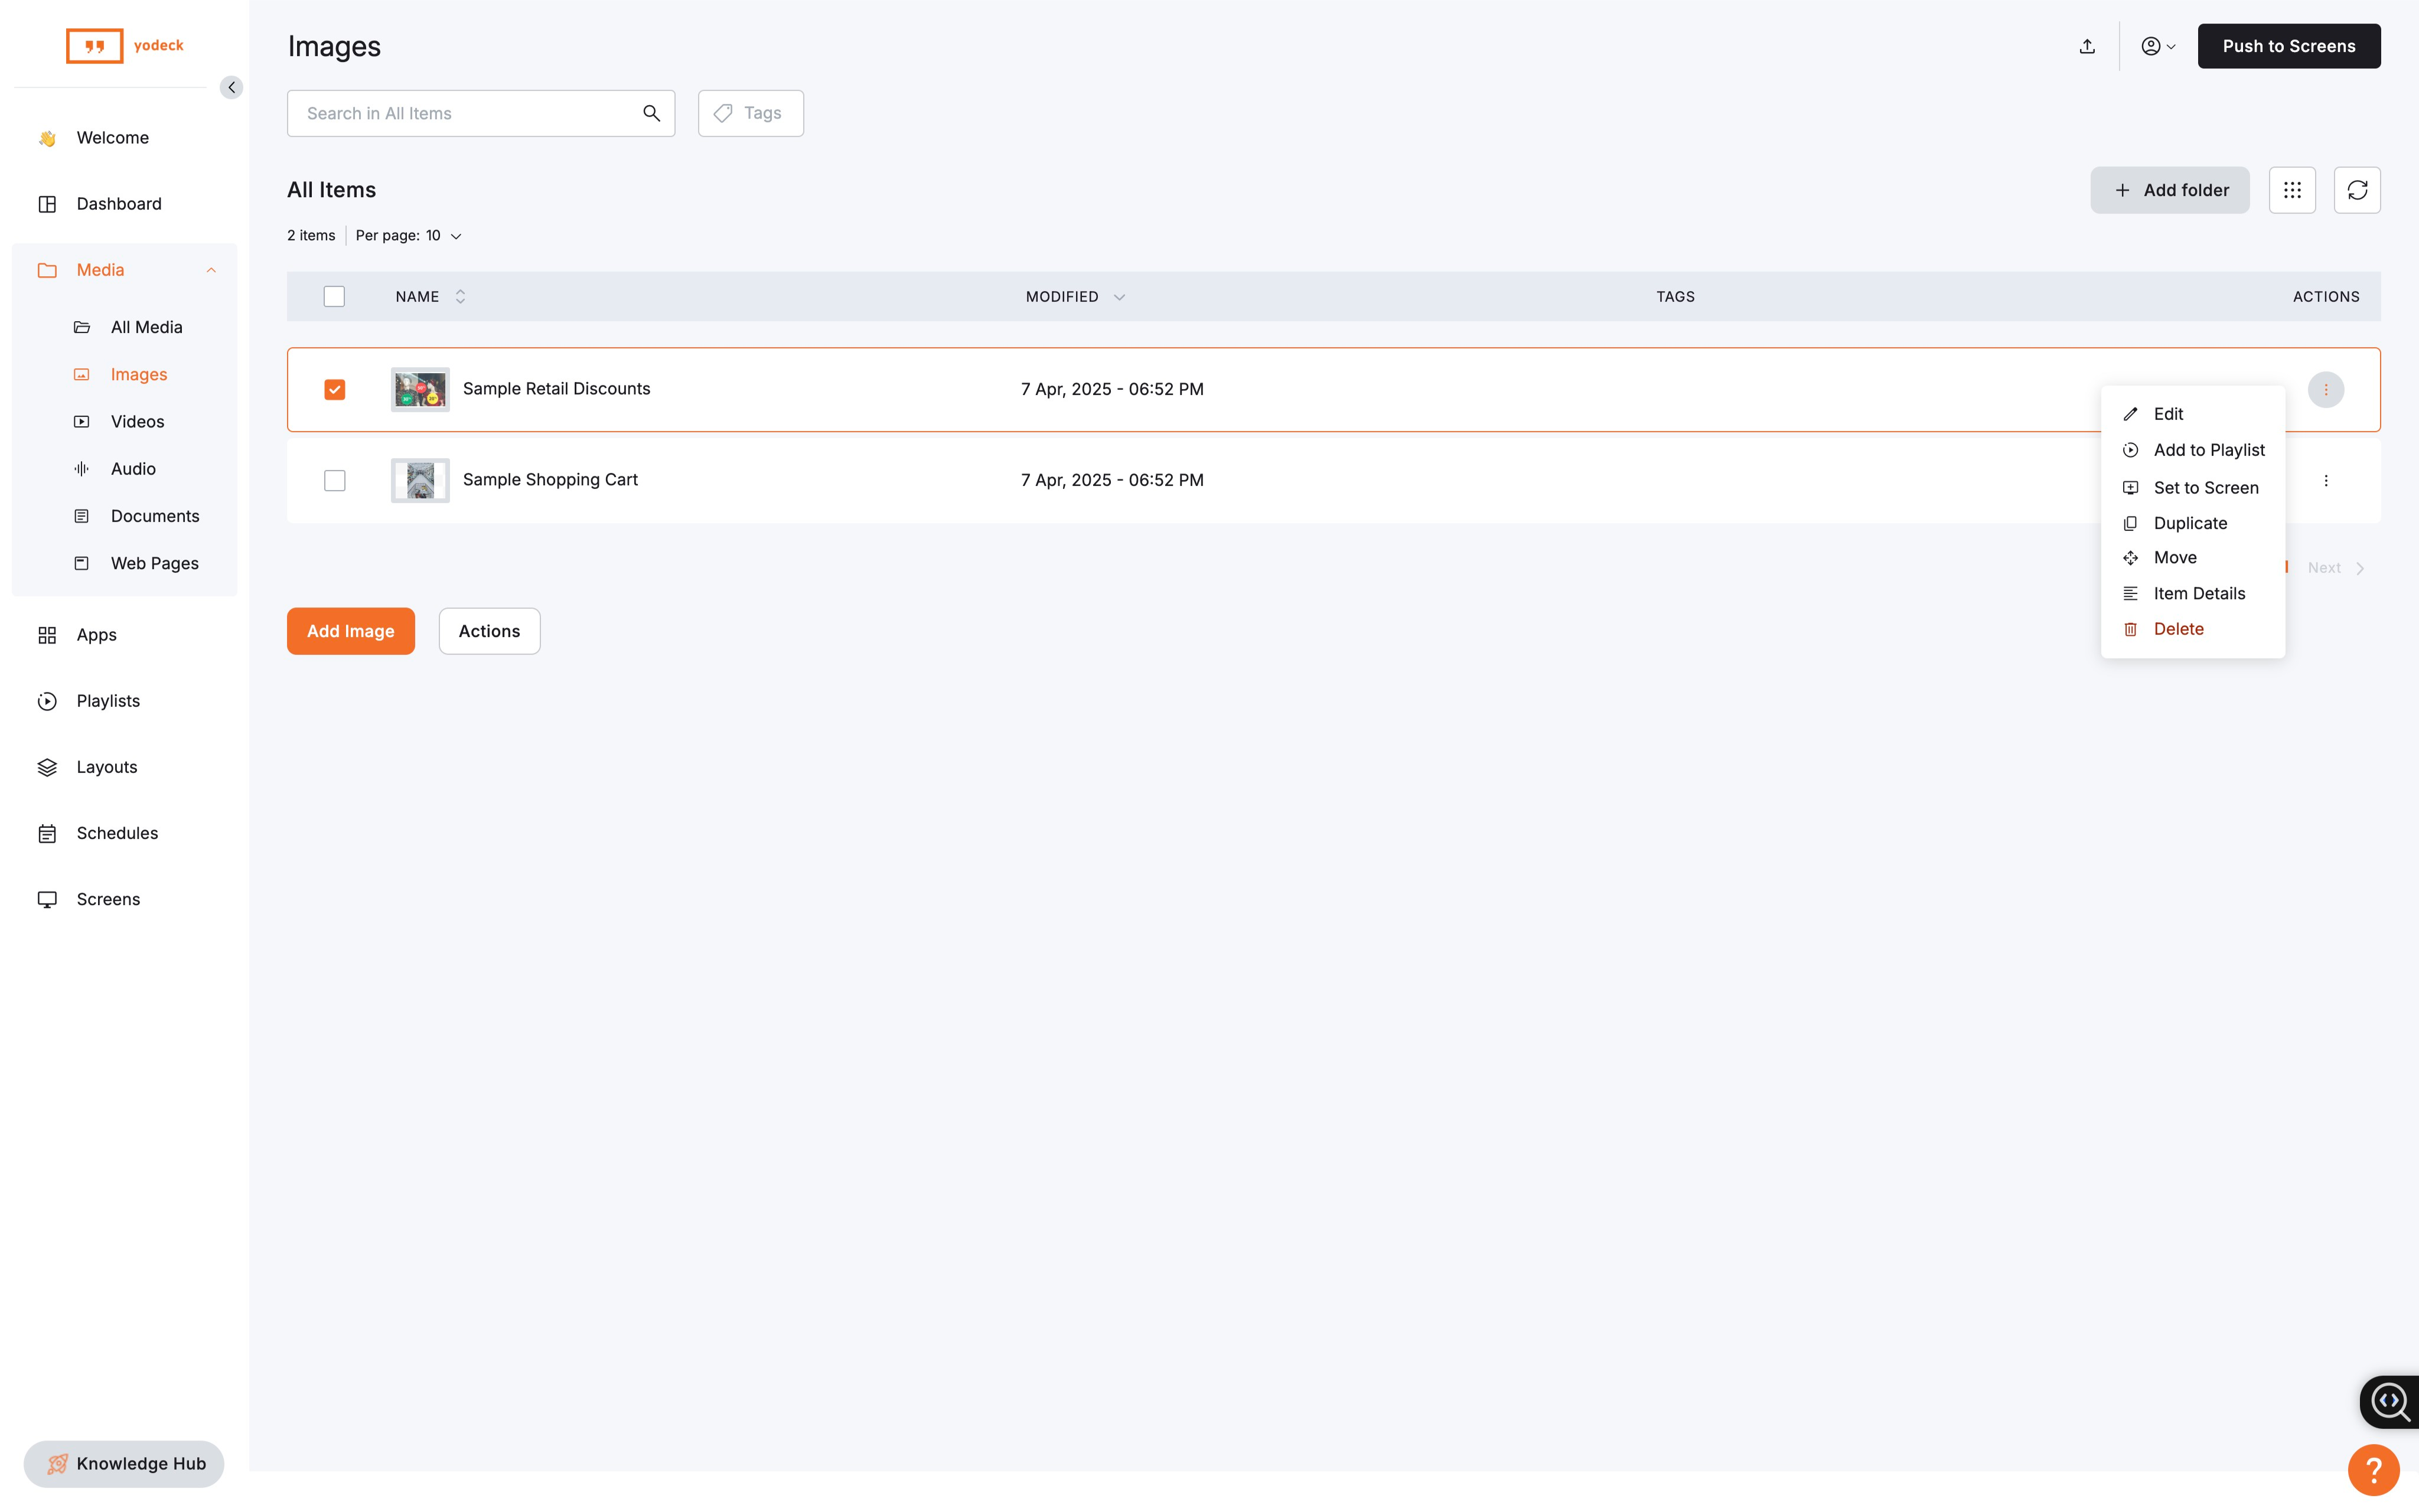 yodeck
Images
Push to Screens
Search in All Items
Tags
Welcome
Dashboard
All Items
Add folder
2 items
Per page: 10
Media
NAME
MODIFIED
TAGS
ACTIONS
All Media
Images
Sample Retail Discounts
7 Apr, 2025 - 06:52 PM
Edit
Videos
Add to Playlist
Audio
Sample Shopping Cart
7 Apr, 2025 - 06:52 PM
Set to Screen
Documents
Duplicate
Web Pages
Move
Next
Item Details
Delete
Apps
Add Image
Actions
Playlists
Layouts
Schedules
Screens
Knowledge Hub
?